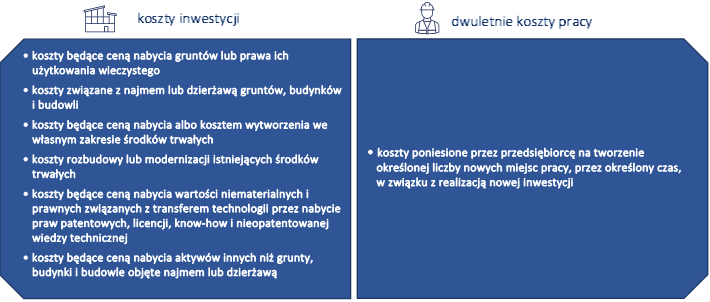 koszty inwestycji
• koszty będące ceną nabycia gruntów lub prawa ich
użytkowania wieczystego
• koszty związane z najmem lub dzierżawą gruntów, budynków
i budowli
• koszty będące ceną nabycia albo kosztem wytworzenia we
własnym zakresie środków trwałych
• koszty rozbudowy lub modernizacji istniejących środków
trwałych
• koszty będące ceną nabycia wartości niematerialnych i
prawnych związanych z transferem technologii przez nabycie
praw patentowych, licencji, know-how i nieopatentowanej
wiedzy technicznej
• koszty będące ceną nabycia aktywów innych niż grunty,
budynki i budowle objęte najmem lub dzierżawą
dwuletnie koszty pracy
• koszty poniesione przez przedsiębiorcę na tworzenie
określonej liczby nowych miejsc pracy, przez określony czas,
w związku z realizacją nowej inwestycji